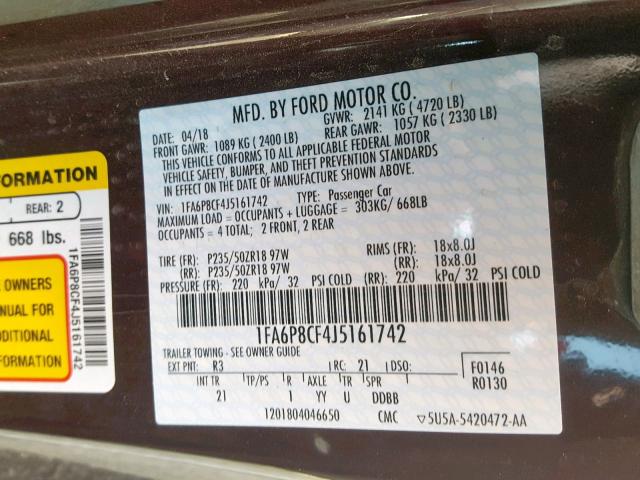 MFD. BY FORD MOTOR CO.
04/18 GVWR: 2141 KG ( 4720 LB)
FRONT GAWR: 1089 KG ( 2400 LB) REAR GAWR: 1057 KG ( 2330 LB)
THIS VEHICLE CONFORMS TO ALL APPLICABLE FEDERAL MOTOR
VEHICLE SAFETY, BUMPER, AND THEFT PREVENTION STANDARDS
IN EFFECT ON THE DATE OF MANUFACTURE SHOWN ABOVE.
VIN: 1FA6P8CF4J5161742 TYPE: Passenger Car
MAXIMUM LOAD = OCCUPANTS + LUGGAGE = 303KG/ 668LB
OCCUPANTS = 4 TOTAL; 2 FRONT, 2 REAR
TIRE (FR): P235/50ZR18 97W RIMS (FR): 18x8.0J
(RR): P235/50ZR18 97W (RR): 18x8.0J
PRESSURE (FR): 220 kPa/ 32 PSI COLD (RR): 220 kPa/ 32 PSI COLD
1FA6P8CF4J5161742
TRAILER TOWING - SEE OWNER GUIDE
EXT PNT: R3 RC: 21 DSO: F0146
R0130
INT TR TP/PS R AXLE TR SPR
21 I YY U DDBB
1201804046650 CMC 5U5A-5420472-AA
FORMATION
REAR: 2
668 lbs.
OWNERS
NUAL FOR
DITIONAL
FORMATION
1FA6P8CF4J5161742